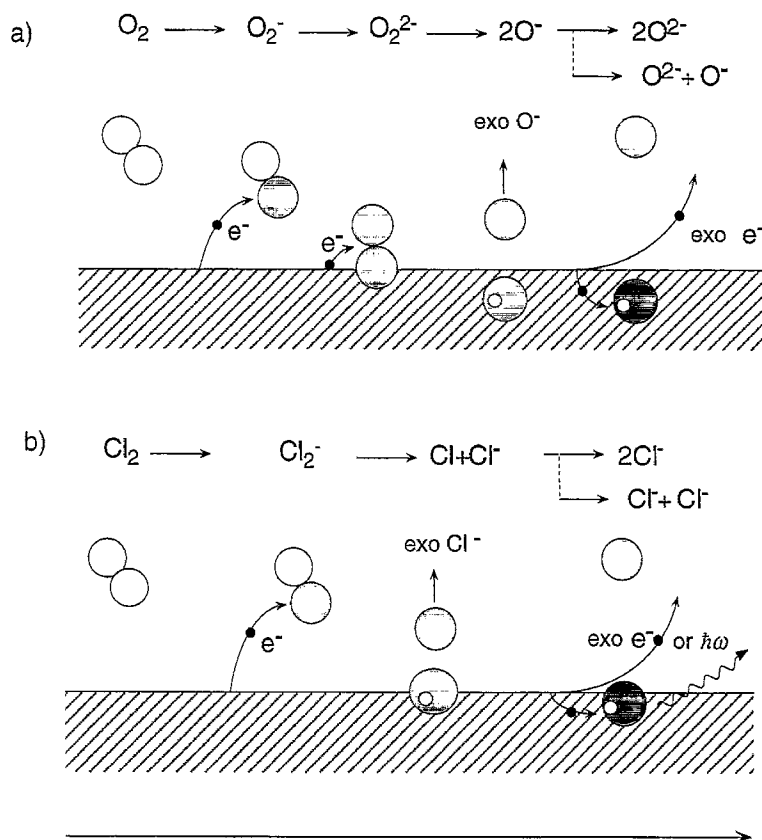 a) O₂ → O₂⁻ → O₂²⁻ → 2O⁻ → 2O²⁻
→ O²⁻ + O⁻
exo O⁻
e⁻
e⁻
exo e⁻
b) Cl₂ → Cl₂⁻ → Cl+Cl⁻ → 2Cl⁻
→ Cl⁻ + Cl⁻
exo Cl⁻
e⁻
exo e⁻ or ħω